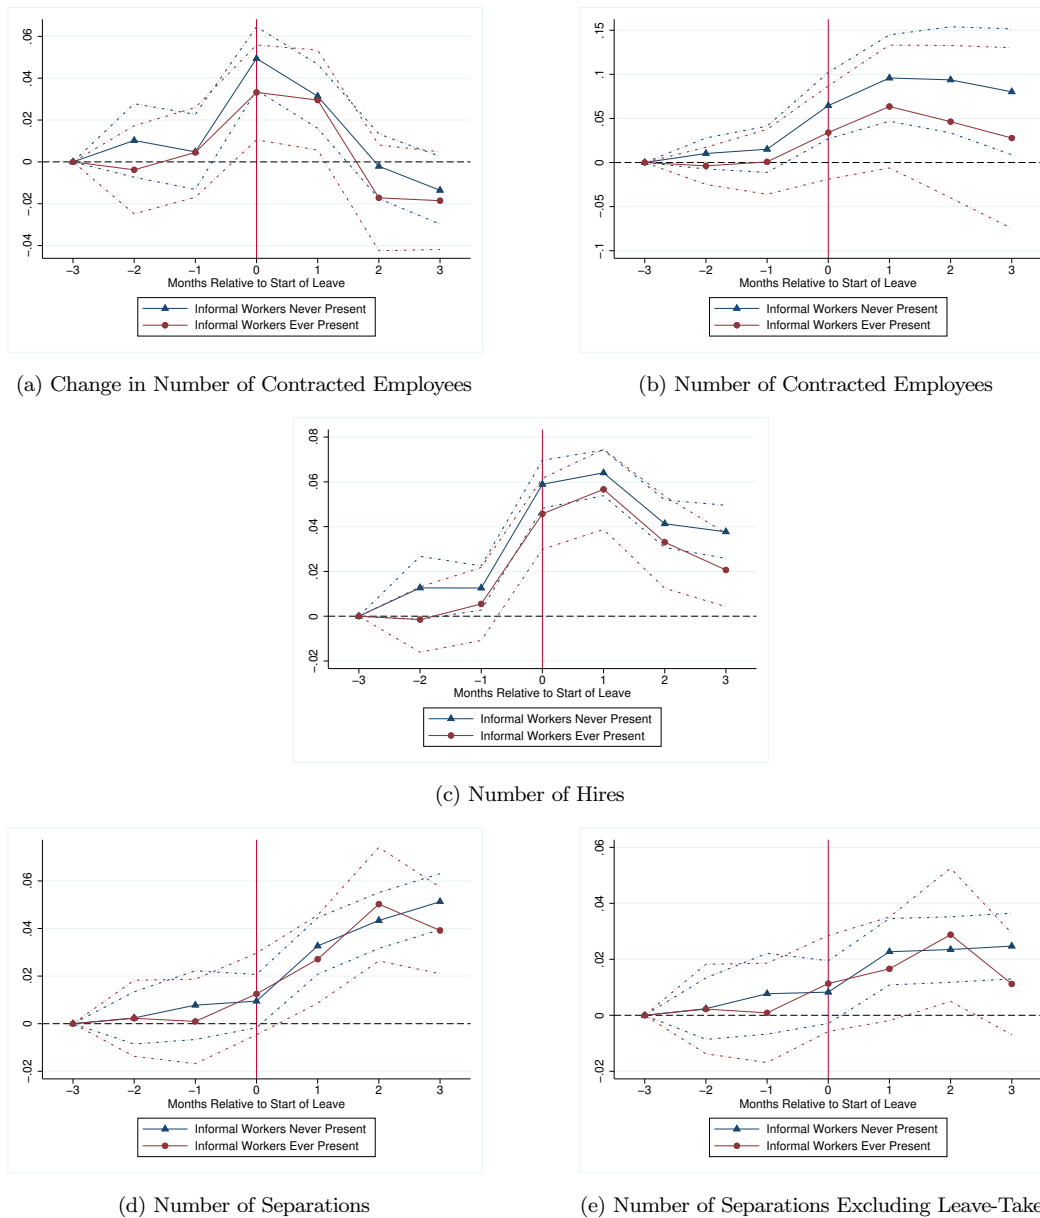 .06
.04
.02
0
-.02
-.04
−3 −2 −1 0 1 2 3
Months Relative to Start of Leave
Informal Workers Never Present
Informal Workers Ever Present
(a) Change in Number of Contracted Employees
.15
.1
.05
0
-.05
-.1
−3 −2 −1 0 1 2 3
Months Relative to Start of Leave
Informal Workers Never Present
Informal Workers Ever Present
(b) Number of Contracted Employees
.08
.06
.04
.02
0
-.02
−3 −2 −1 0 1 2 3
Months Relative to Start of Leave
Informal Workers Never Present
Informal Workers Ever Present
(c) Number of Hires
.06
.04
.02
0
-.02
−3 −2 −1 0 1 2 3
Months Relative to Start of Leave
Informal Workers Never Present
Informal Workers Ever Present
(d) Number of Separations
.06
.04
.02
0
-.02
−3 −2 −1 0 1 2 3
Months Relative to Start of Leave
Informal Workers Never Present
Informal Workers Ever Present
(e) Number of Separations Excluding Leave-Take